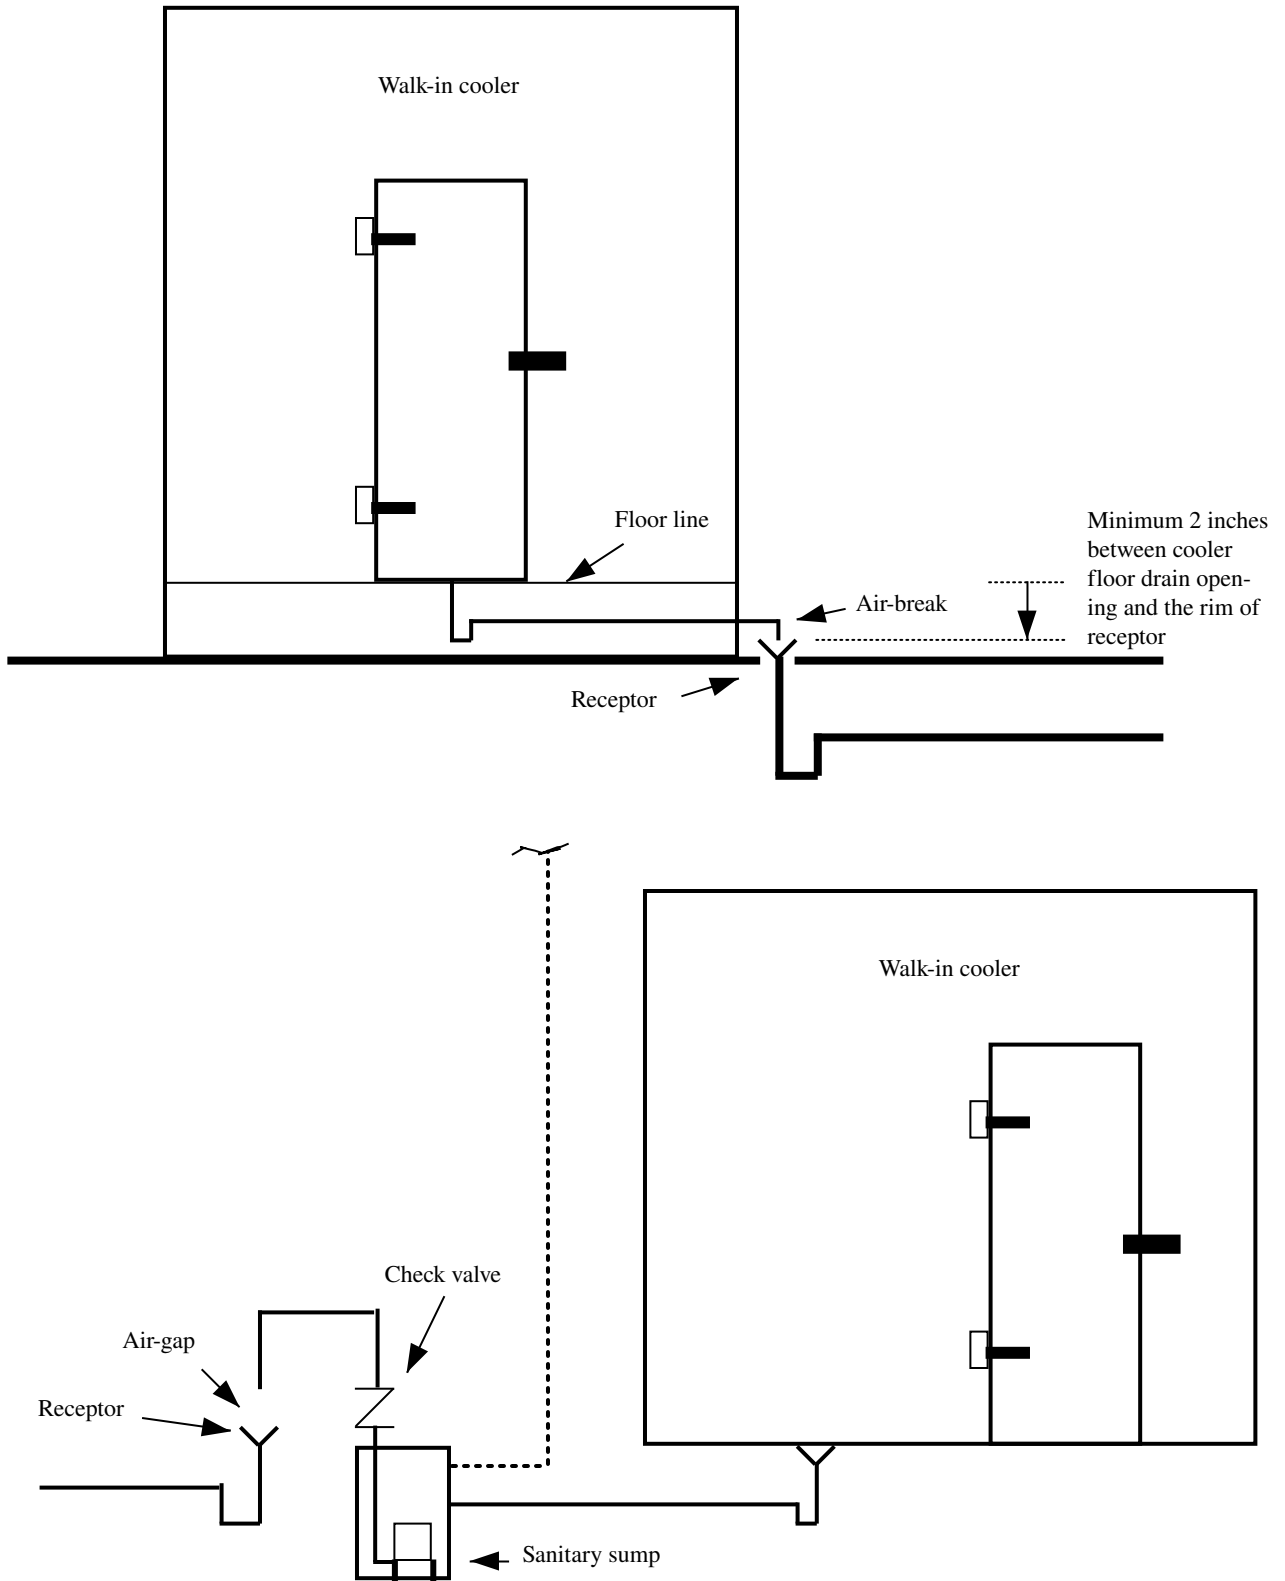 Walk-in cooler
Floor line
Minimum 2 inches
between cooler
floor drain open-
ing and the rim of
receptor
Air-break
Receptor
Walk-in cooler
Check valve
Air-gap
Receptor
Sanitary sump